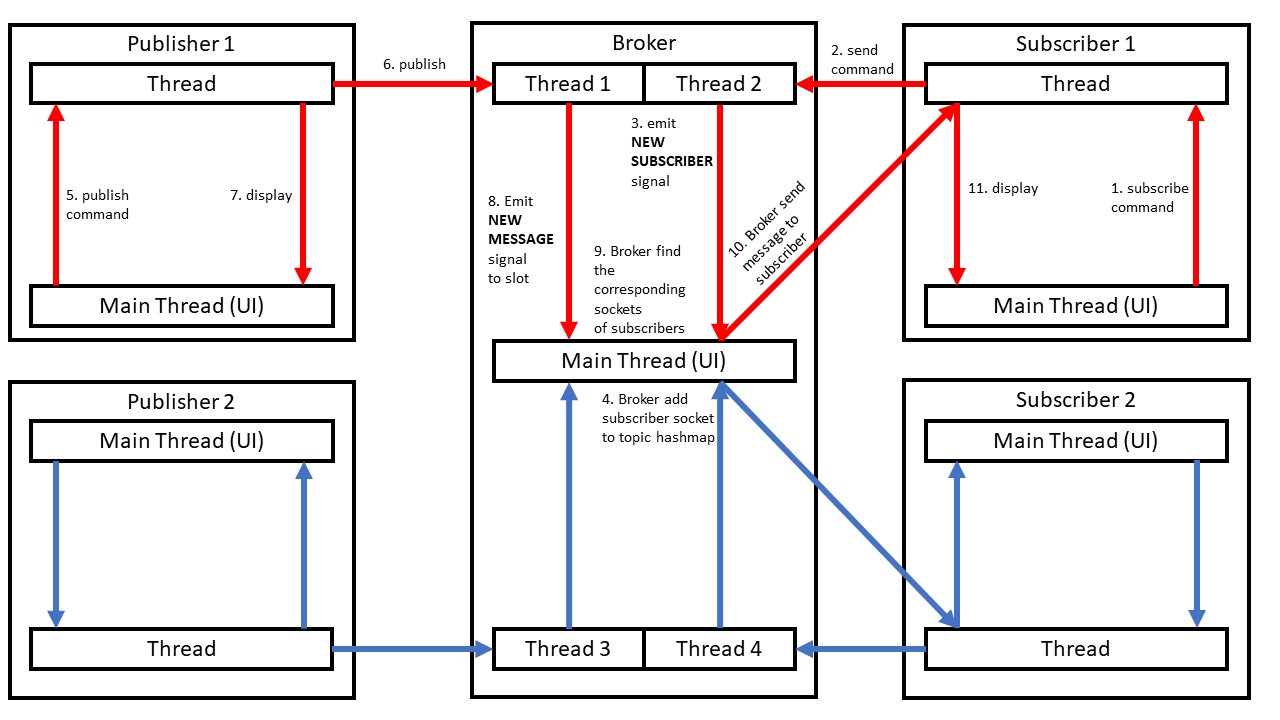 Publisher 1
Thread
5. publish
command
7. display
Main Thread (UI)
6. publish
Broker
Thread 1
Thread 2
3. emit
NEW
SUBSCRIBER
signal
8. Emit
NEW
MESSAGE
signal
to slot
9. Broker find
the
corresponding
sockets
of subscribers
10. Broker send
message to
subscriber
Main Thread (UI)
4. Broker add
subscriber socket
to topic hashmap
Thread 3
Thread 4
2. send
command
Subscriber 1
Thread
11. display
1. subscribe
command
Main Thread (UI)
Publisher 2
Main Thread (UI)
Thread
Subscriber 2
Main Thread (UI)
Thread